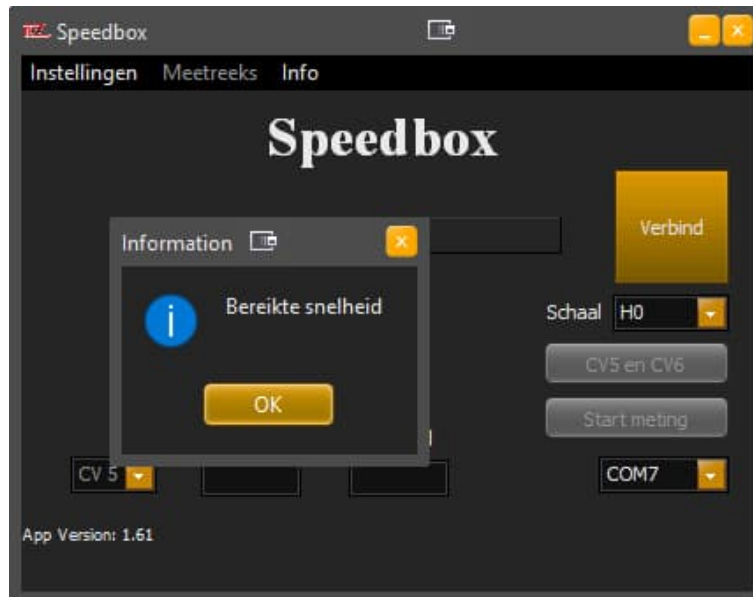 Speedbox
Instellingen Meetreeks Info
Speedbox
Verbind
Information
Bereikte snelheid
OK
Schaal H0
CV5 en CV6
Start meting
CV 5
COM7
App Version: 1.61